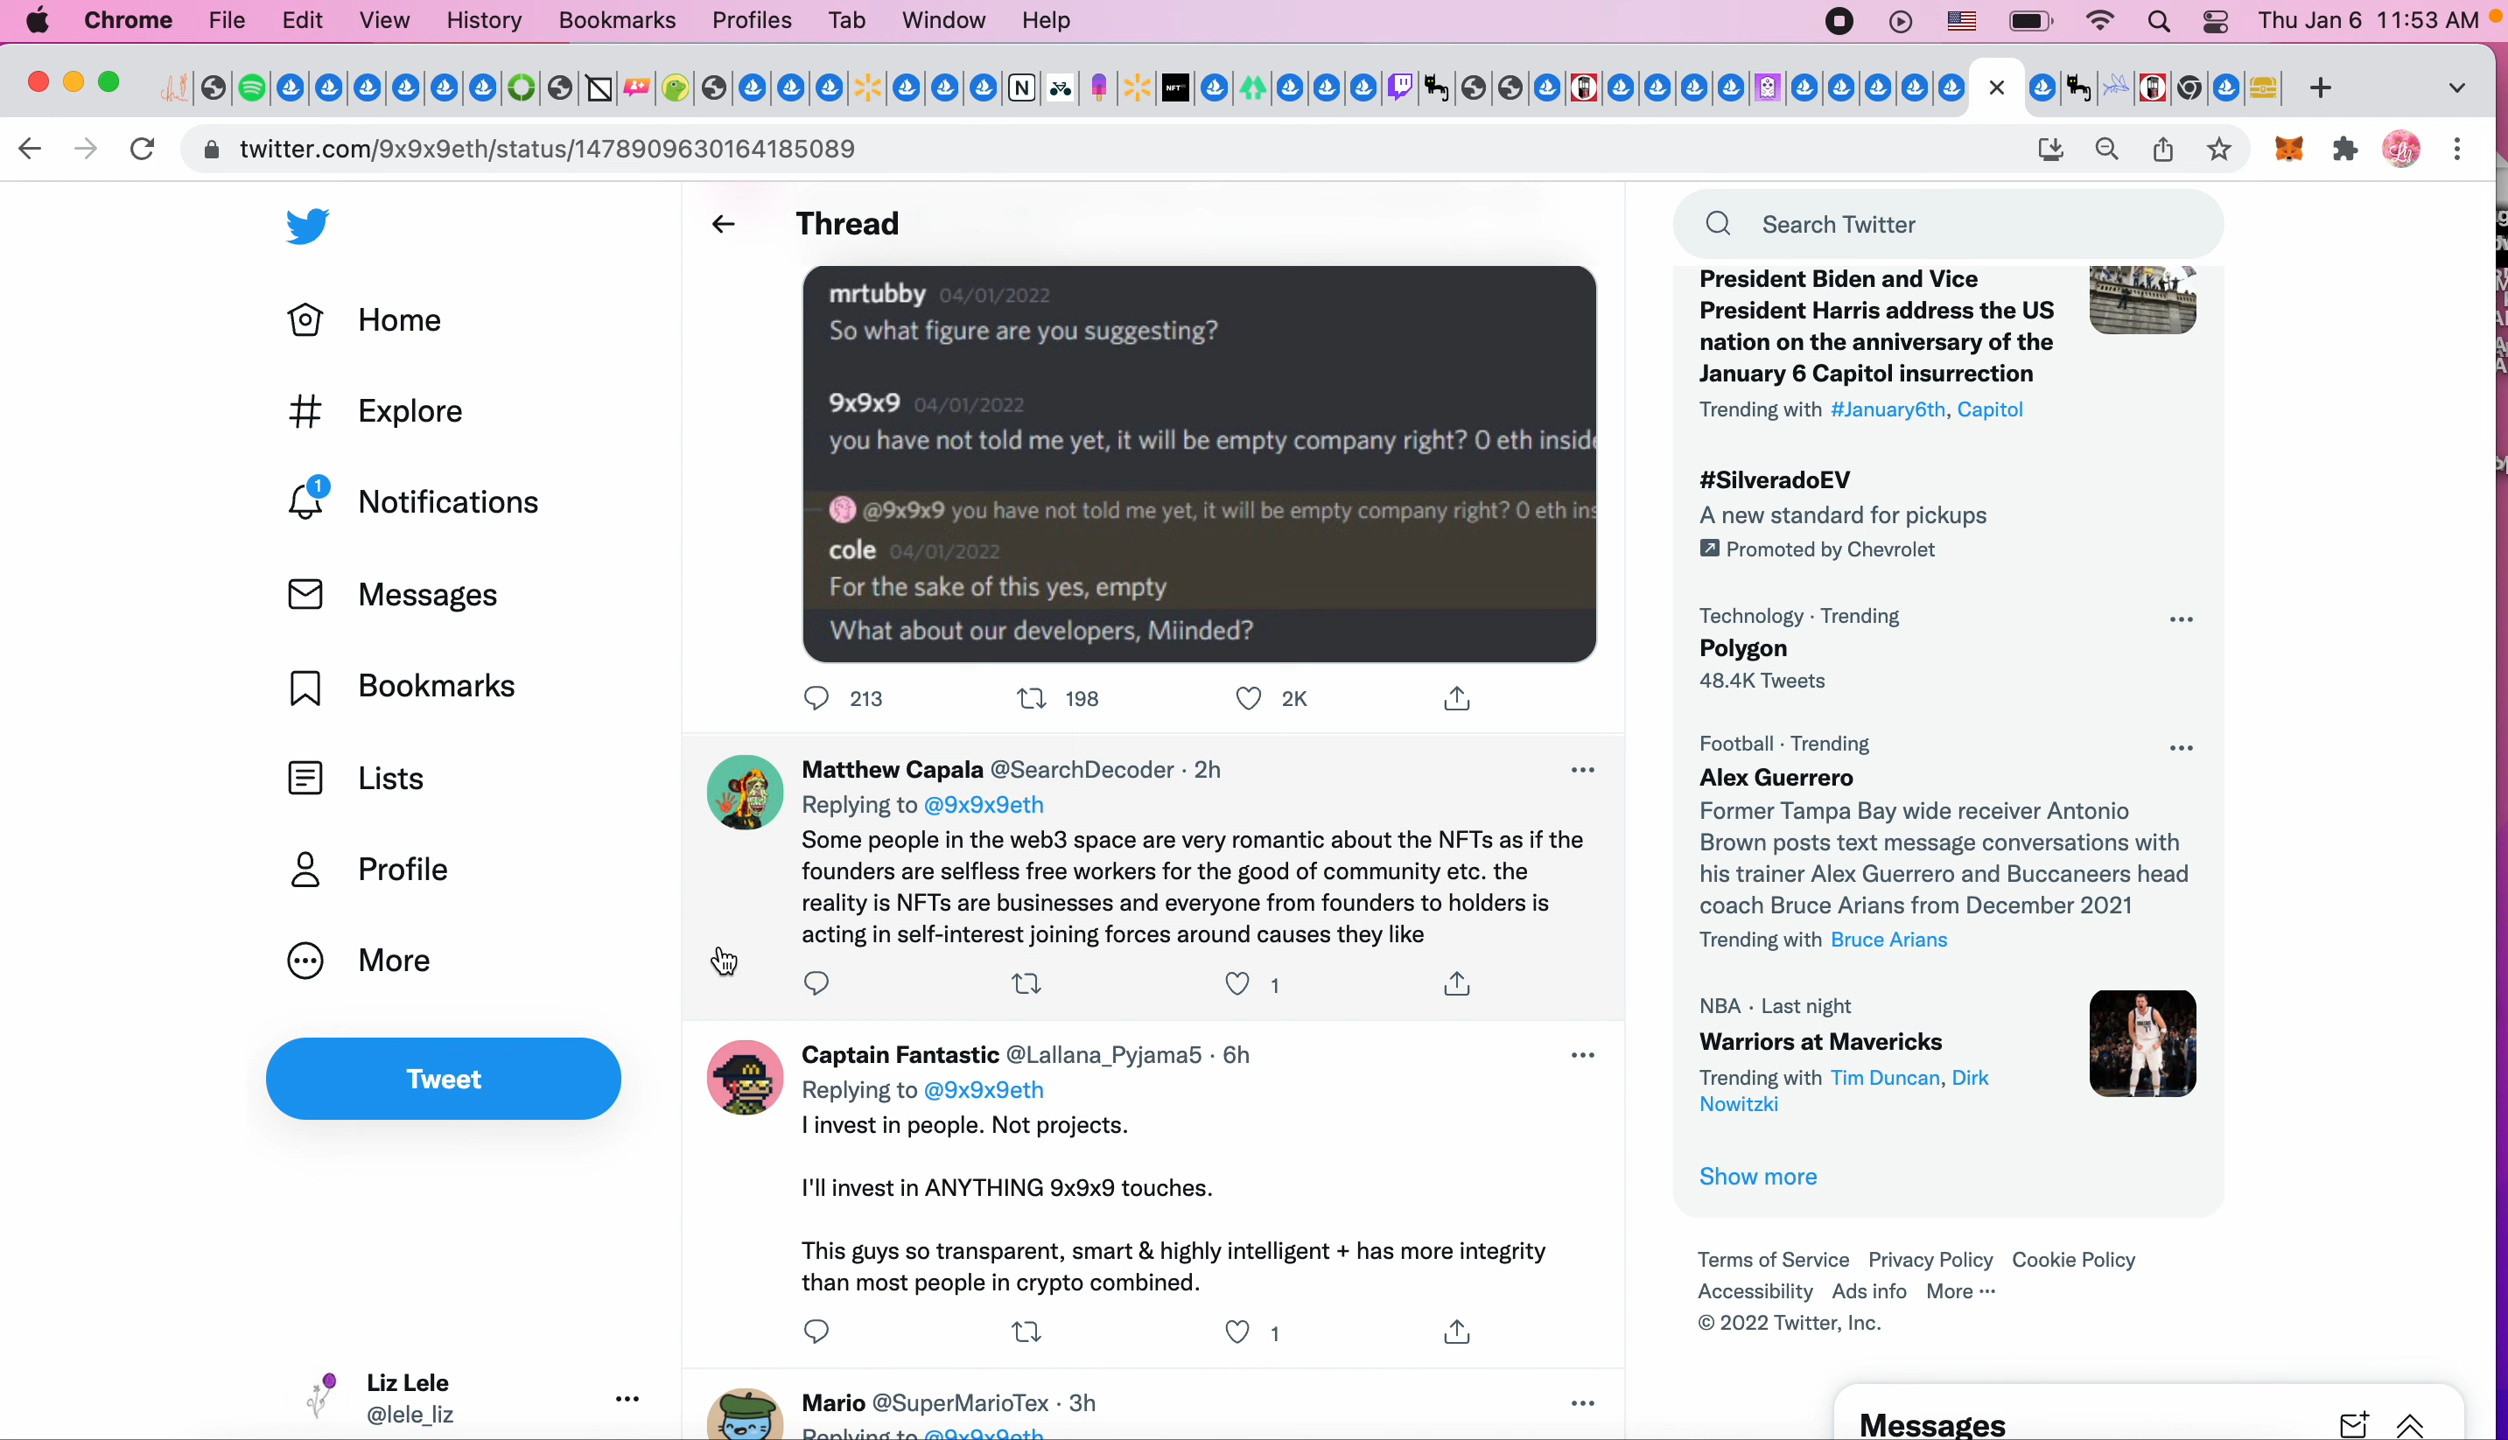 Chrome File Edit View History Bookmarks Profiles Tab Window Help Thu Jan 6 11:53 AM
twitter.com/9x9x9eth/status/1478909630164185089
Home
Explore
1
Notifications
Messages
Bookmarks
Lists
Profile
More
Tweet
Liz Lele
@lele_liz
Thread
mrtubby 04/01/2022
So what figure are you suggesting?
9x9x9 04/01/2022
you have not told me yet, it will be empty company right? 0 eth inside
@9x9x9 you have not told me yet, it will be empty company right? 0 eth ins
cole 04/01/2022
For the sake of this yes, empty
What about our developers, Miinded?
213 198 2K
Matthew Capala @SearchDecoder · 2h
Replying to @9x9x9eth
Some people in the web3 space are very romantic about the NFTs as if the
founders are selfless free workers for the good of community etc. the
reality is NFTs are businesses and everyone from founders to holders is
acting in self-interest joining forces around causes they like
1
Captain Fantastic @Lallana_Pyjama5 · 6h
Replying to @9x9x9eth
I invest in people. Not projects.
I'll invest in ANYTHING 9x9x9 touches.
This guys so transparent, smart & highly intelligent + has more integrity
than most people in crypto combined.
1
Mario @SuperMarioTex · 3h
Replying to @9x9x9eth
Search Twitter
President Biden and Vice
President Harris address the US
nation on the anniversary of the
January 6 Capitol insurrection
Trending with #January6th, Capitol
#SilveradoEV
A new standard for pickups
Promoted by Chevrolet
Technology · Trending
Polygon
48.4K Tweets
Football · Trending
Alex Guerrero
Former Tampa Bay wide receiver Antonio
Brown posts text message conversations with
his trainer Alex Guerrero and Buccaneers head
coach Bruce Arians from December 2021
Trending with Bruce Arians
NBA · Last night
Warriors at Mavericks
Trending with Tim Duncan, Dirk
Nowitzki
Show more
Terms of Service Privacy Policy Cookie Policy
Accessibility Ads info More ···
© 2022 Twitter, Inc.
Messages